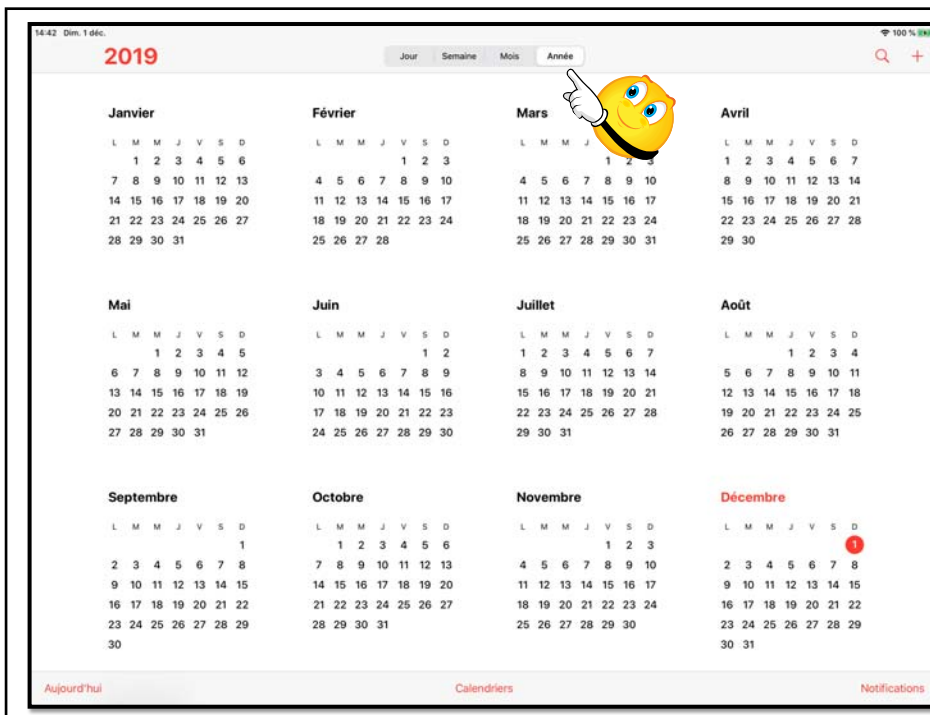 14:42 Dim. 1 déc. 100 %
2019 Jour Semaine Mois Année
Janvier Février Mars Avril
L M M J V S D L M M J V S D L M M J L M M J V S D
1 2 3 4 5 6 1 2 3 1 2 3 1 2 3 4 5 6 7
7 8 9 10 11 12 13 4 5 6 7 8 9 10 4 5 6 7 8 9 10 8 9 10 11 12 13 14
14 15 16 17 18 19 20 11 12 13 14 15 16 17 11 12 13 14 15 16 17 15 16 17 18 19 20 21
21 22 23 24 25 26 27 18 19 20 21 22 23 24 18 19 20 21 22 23 24 22 23 24 25 26 27 28
28 29 30 31 25 26 27 28 25 26 27 28 29 30 31 29 30
Mai Juin Juillet Août
L M M J V S D L M M J V S D L M M J V S D L M M J V S D
1 2 3 4 5 1 2 1 2 3 4 5 6 7 1 2 3 4
6 7 8 9 10 11 12 3 4 5 6 7 8 9 8 9 10 11 12 13 14 5 6 7 8 9 10 11
13 14 15 16 17 18 19 10 11 12 13 14 15 16 15 16 17 18 19 20 21 12 13 14 15 16 17 18
20 21 22 23 24 25 26 17 18 19 20 21 22 23 22 23 24 25 26 27 28 19 20 21 22 23 24 25
27 28 29 30 31 24 25 26 27 28 29 30 29 30 31 26 27 28 29 30 31
Septembre Octobre Novembre Décembre
L M M J V S D L M M J V S D L M M J V S D L M M J V S D
1 1 2 3 4 5 6 1 2 3 1
2 3 4 5 6 7 8 7 8 9 10 11 12 13 4 5 6 7 8 9 10 2 3 4 5 6 7 8
9 10 11 12 13 14 15 14 15 16 17 18 19 20 11 12 13 14 15 16 17 9 10 11 12 13 14 15
16 17 18 19 20 21 22 21 22 23 24 25 26 27 18 19 20 21 22 23 24 16 17 18 19 20 21 22
23 24 25 26 27 28 29 28 29 30 31 25 26 27 28 29 30 23 24 25 26 27 28 29
30 30 31
Aujourd'hui Calendriers Notifications